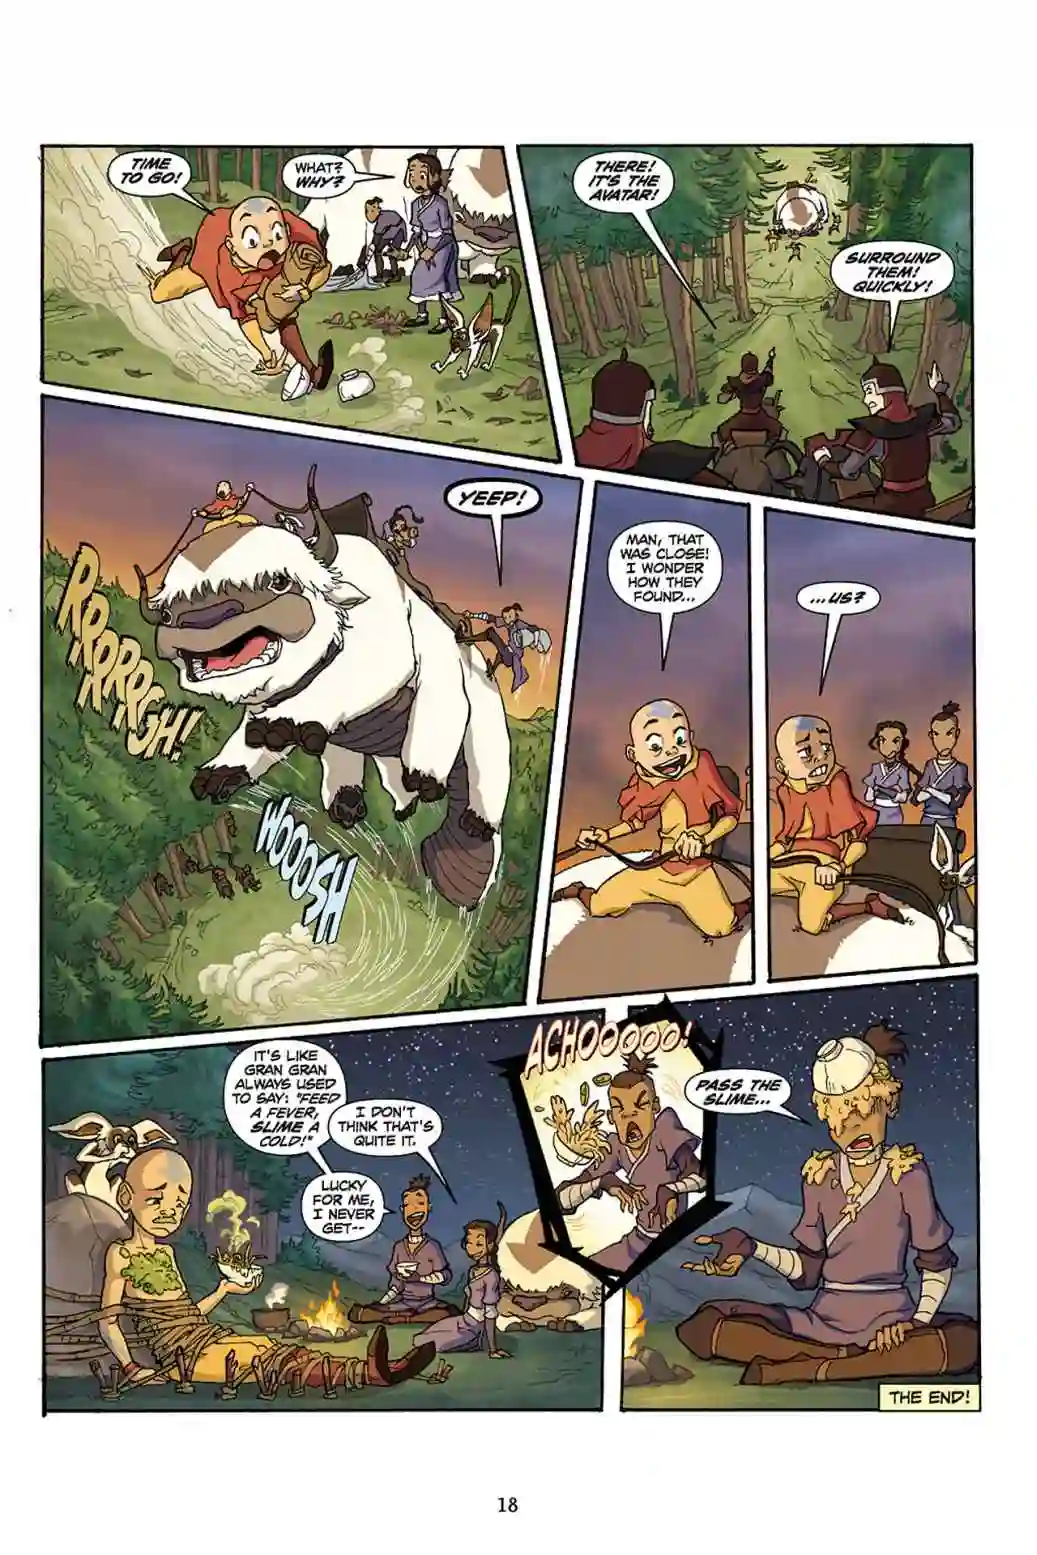 TIME
TO GO!
WHAT?
WHY?
THERE!
IT'S THE
AVATAR!
SURROUND
THEM!
QUICKLY!
YEEP!
RRRRRGH!
WOOOSH
MAN, THAT
WAS CLOSE!
I WONDER
HOW THEY
FOUND...
...US?
IT'S LIKE
GRAN GRAN
ALWAYS USED
TO SAY: "FEED
A FEVER,
SLIME A
COLD!"
I DON'T
THINK THAT'S
QUITE IT.
LUCKY
FOR ME,
I NEVER
GET--
ACHOOOOOO!
PASS THE
SLIME...
THE END!
18